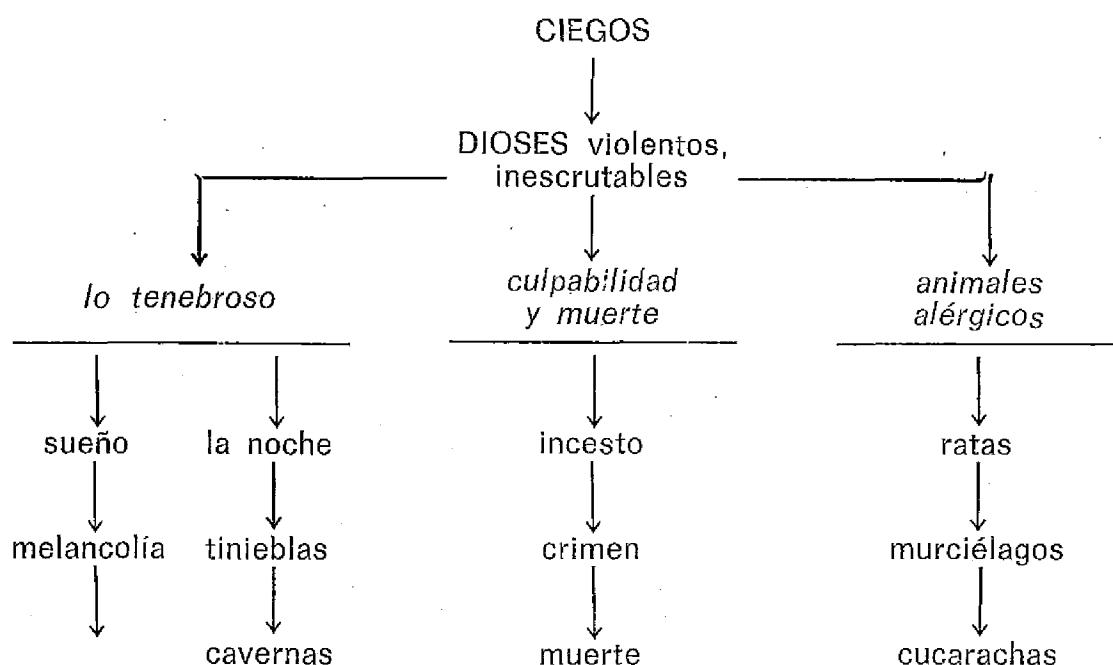 CIEGOS
DIOSES violentos,
inescrutables
lo tenebroso
culpabilidad
y muerte
animales
alérgicos
sueño la noche incesto ratas
melancolía tinieblas crimen murciélagos
cavernas muerte cucarachas